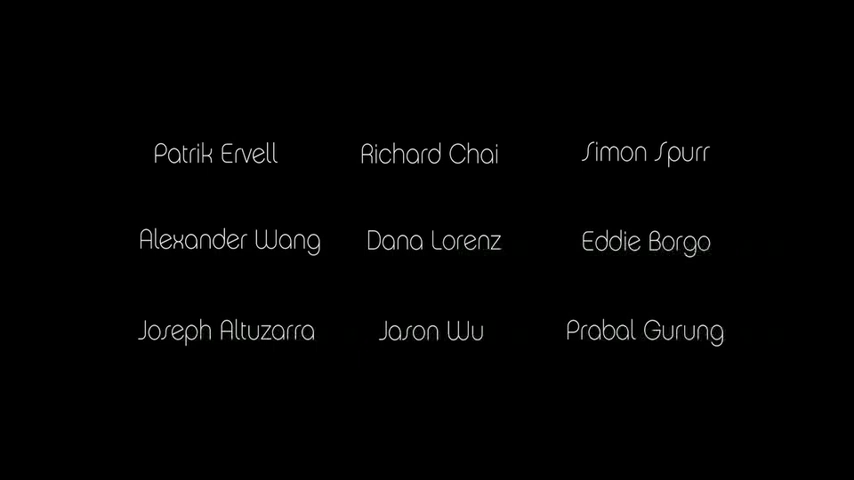 Patrik Ervell Richard Chai Simon Spurr
Alexander Wang Dana Lorenz Eddie Borgo
Joseph Altuzarra Jason Wu Prabal Gurung